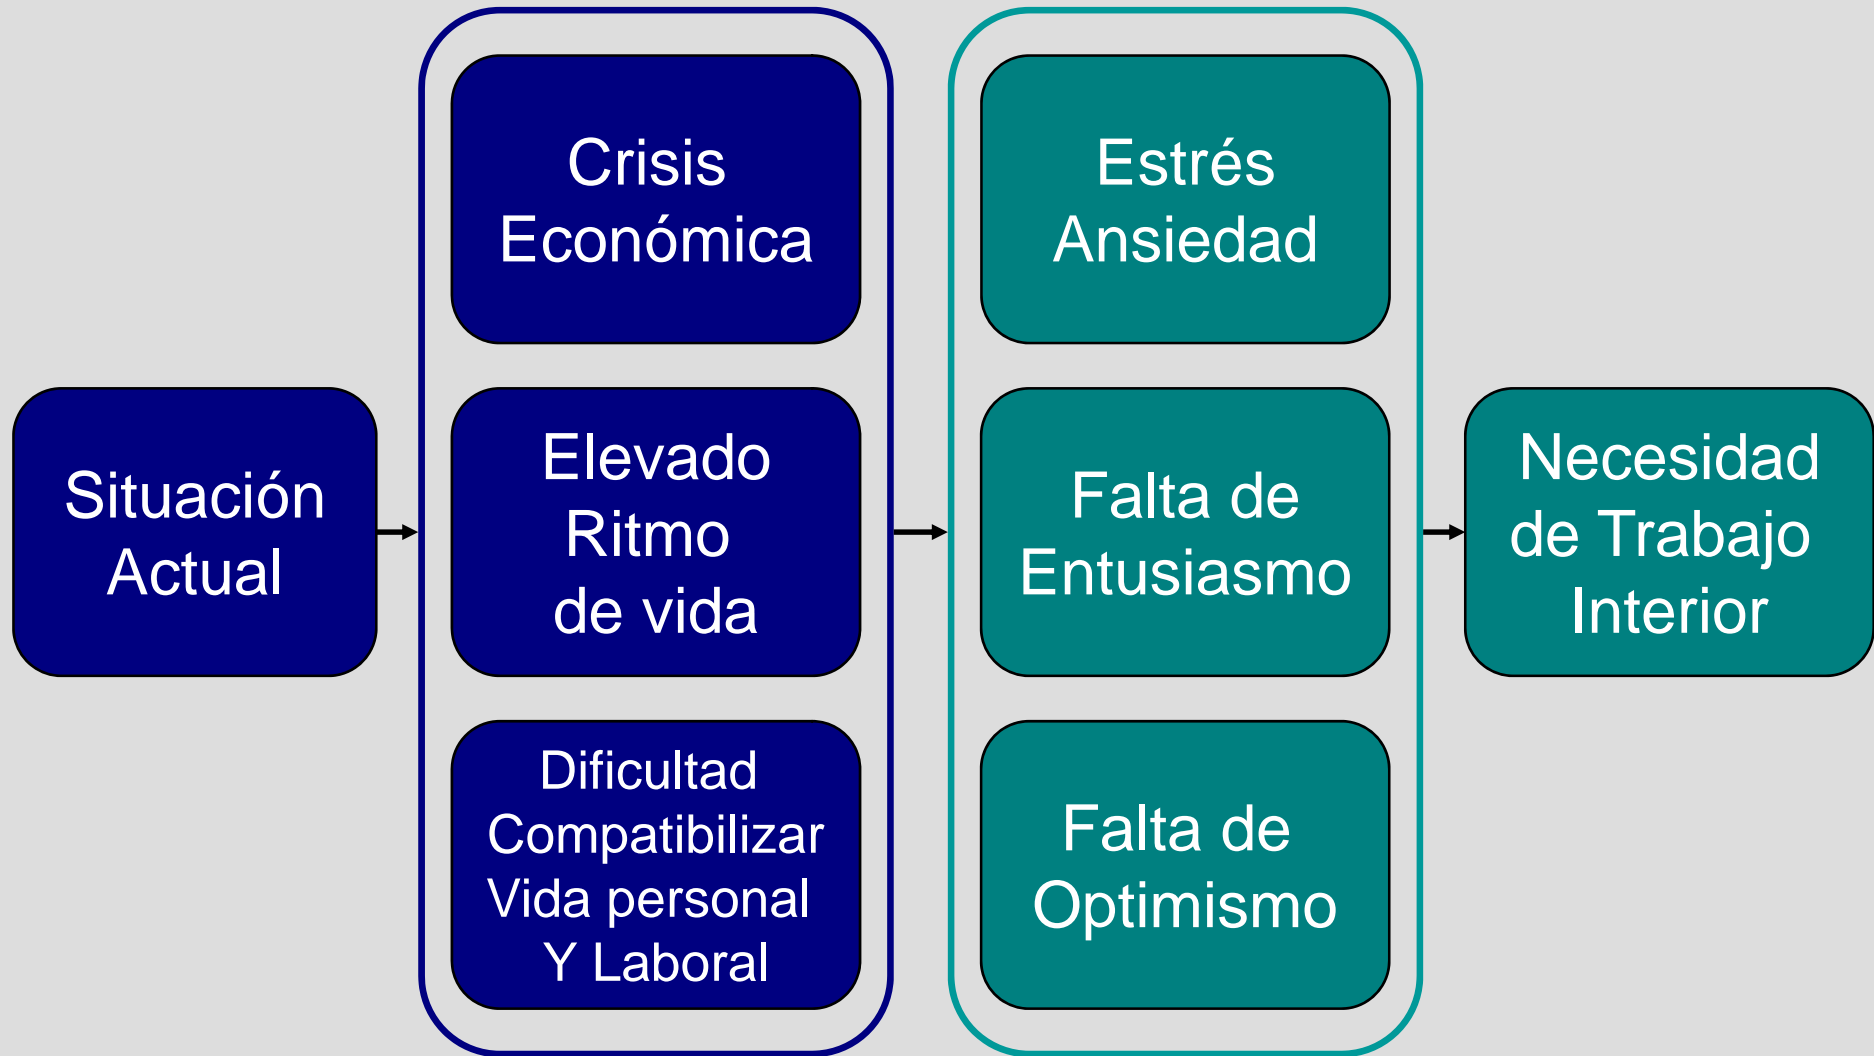 Situación
Actual
Crisis
Económica
Elevado
Ritmo
de vida
Dificultad
Compatibilizar
Vida personal
Y Laboral
Estrés
Ansiedad
Falta de
Entusiasmo
Falta de
Optimismo
Necesidad
de Trabajo
Interior